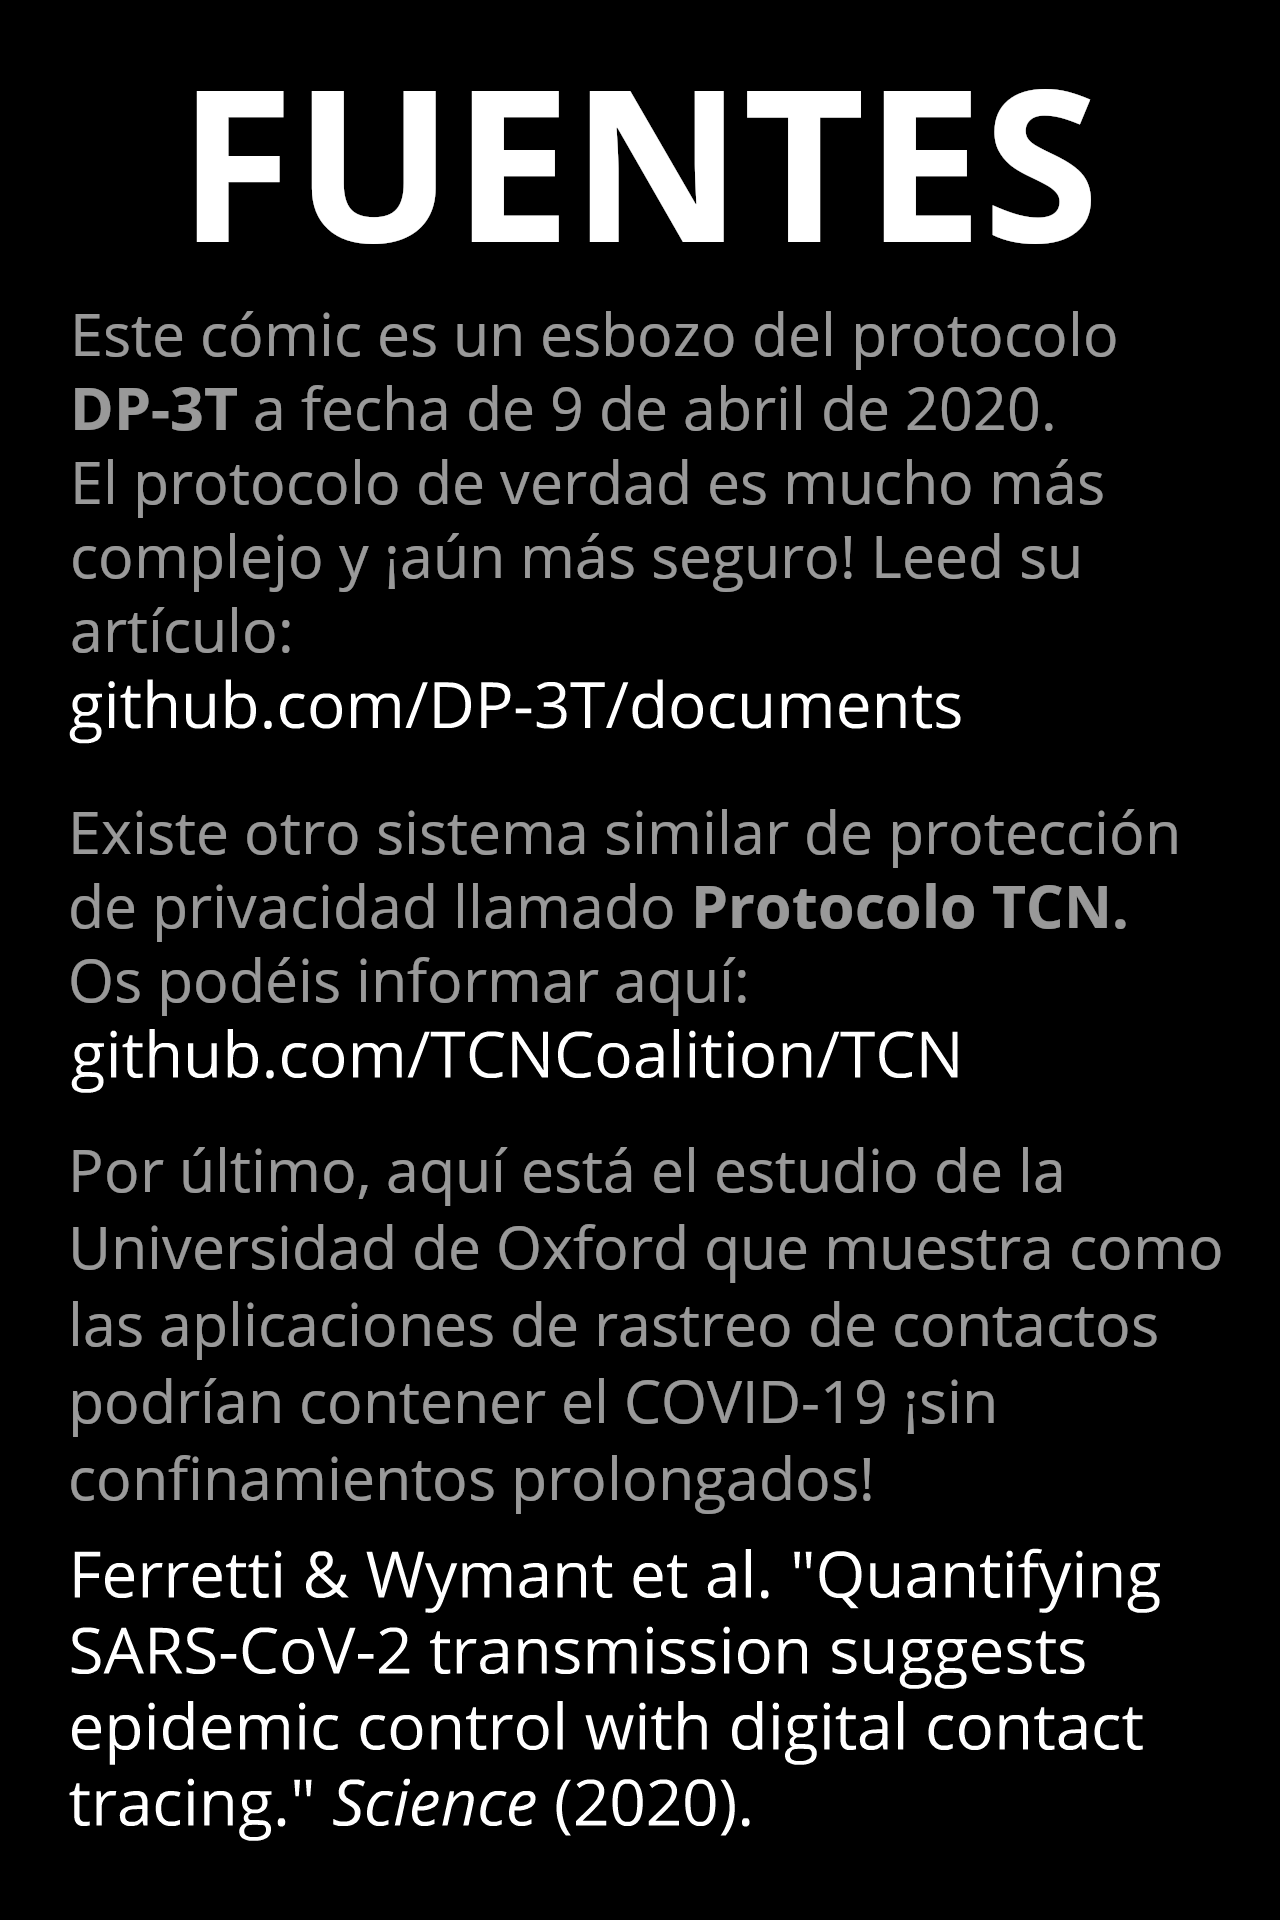 FUENTES
Este cómic es un esbozo del protocolo
DP-3T a fecha de 9 de abril de 2020.
El protocolo de verdad es mucho más
complejo y ¡aún más seguro! Leed su
artículo:
github.com/DP-3T/documents
Existe otro sistema similar de protección
de privacidad llamado Protocolo TCN.
Os podéis informar aquí:
github.com/TCNCoalition/TCN
Por último, aquí está el estudio de la
Universidad de Oxford que muestra como
las aplicaciones de rastreo de contactos
podrían contener el COVID-19 ¡sin
confinamientos prolongados!
Ferretti & Wymant et al. "Quantifying
SARS-CoV-2 transmission suggests
epidemic control with digital contact
tracing." Science (2020).